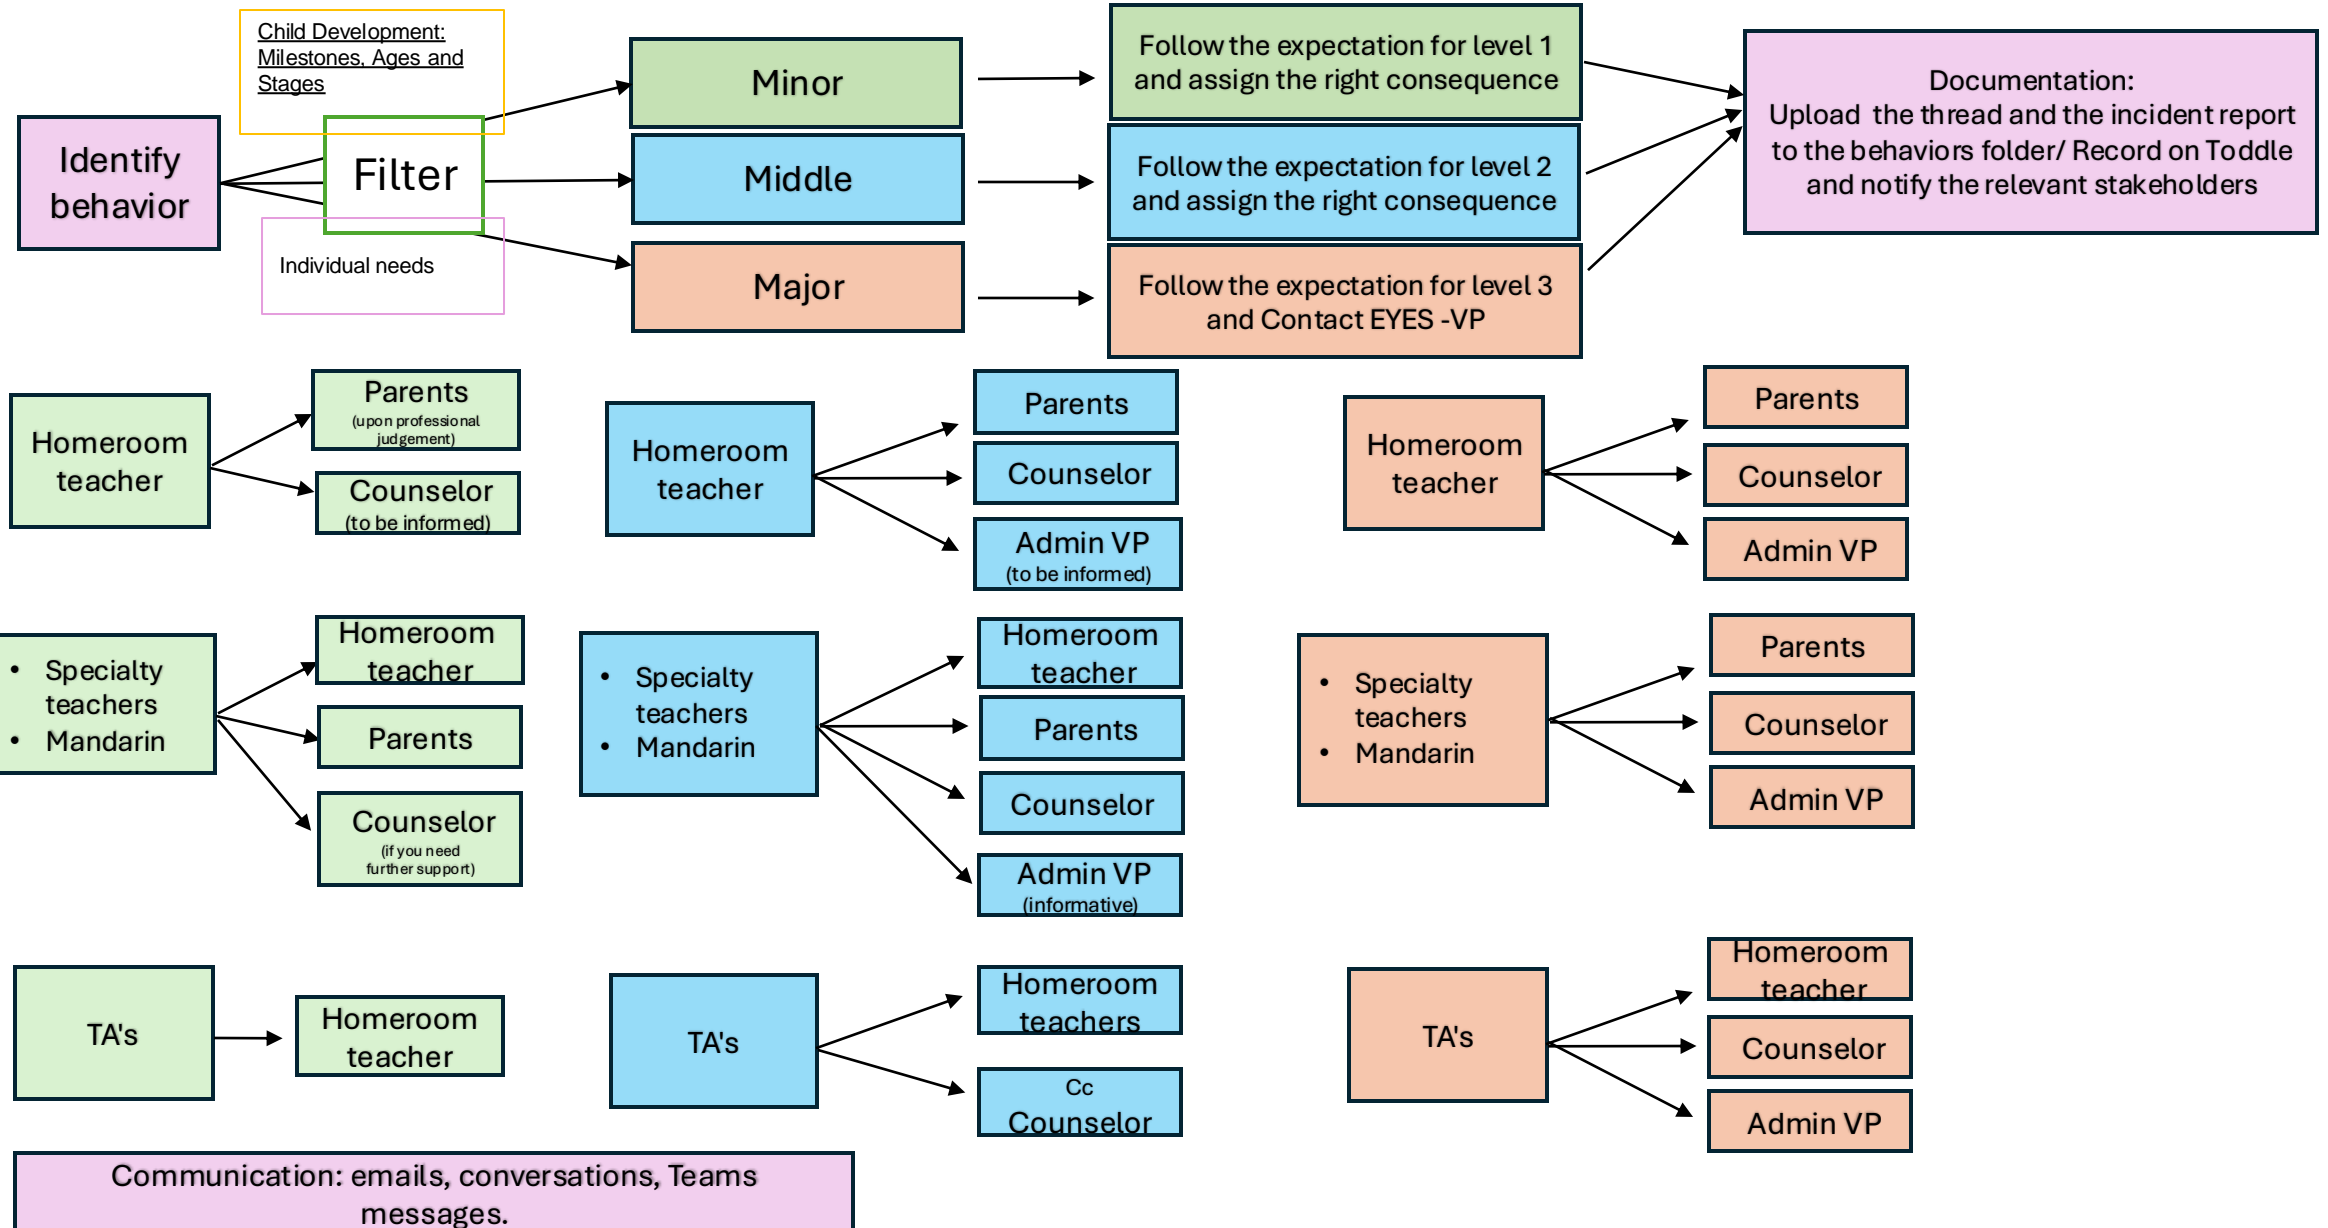 Child Development:
Milestones, Ages and
Stages
Identify
behavior
Filter
Individual needs
Minor
Middle
Major
Follow the expectation for level 1
and assign the right consequence
Follow the expectation for level 2
and assign the right consequence
Follow the expectation for level 3
and Contact EYES -VP
Documentation:
Upload the thread and the incident report
to the behaviors folder/ Record on Toddle
and notify the relevant stakeholders
Homeroom
teacher
Parents
(upon professional
judgement)
Counselor
(to be informed)
Homeroom
teacher
Parents
Counselor
Admin VP
(to be informed)
Homeroom
teacher
Parents
Counselor
Admin VP
• Specialty
teachers
• Mandarin
Homeroom
teacher
Parents
Counselor
(if you need
further support)
• Specialty
teachers
• Mandarin
Homeroom
teacher
Parents
Counselor
Admin VP
(informative)
• Specialty
teachers
• Mandarin
Parents
Counselor
Admin VP
TA's
Homeroom
teacher
TA's
Homeroom
teachers
Cc
Counselor
TA's
Homeroom
teacher
Counselor
Admin VP
Communication: emails, conversations, Teams
messages.